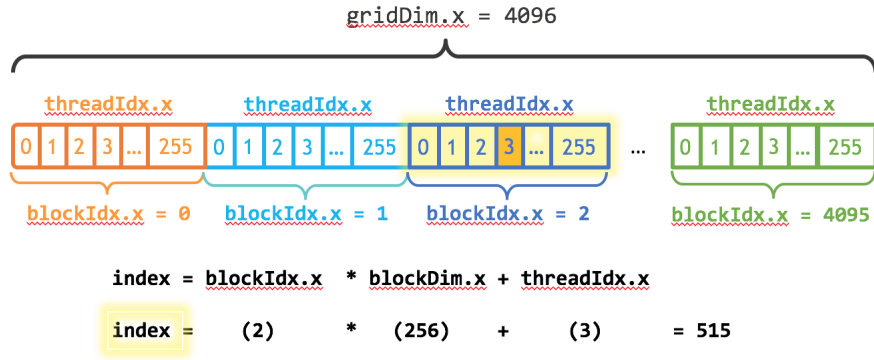 gridDim.x = 4096
threadIdx.x threadIdx.x threadIdx.x threadIdx.x
0 1 2 3 ... 255 0 1 2 3 ... 255 0 1 2 3 ... 255 ... 0 1 2 3 ... 255
blockIdx.x = 0 blockIdx.x = 1 blockIdx.x = 2 blockIdx.x = 4095
index = blockIdx.x * blockDim.x + threadIdx.x
index = (2) * (256) + (3) = 515